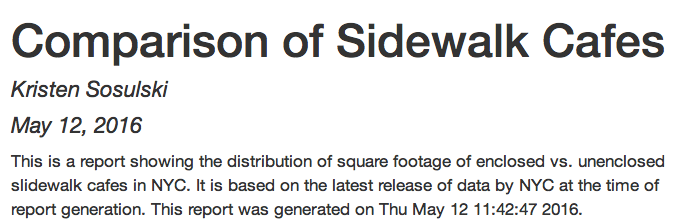 Comparison of Sidewalk Cafes
Kristen Sosulski
May 12, 2016
This is a report showing the distribution of square footage of enclosed vs. unenclosed
slidewalk cafes in NYC. It is based on the latest release of data by NYC at the time of
report generation. This report was generated on Thu May 12 11:42:47 2016.